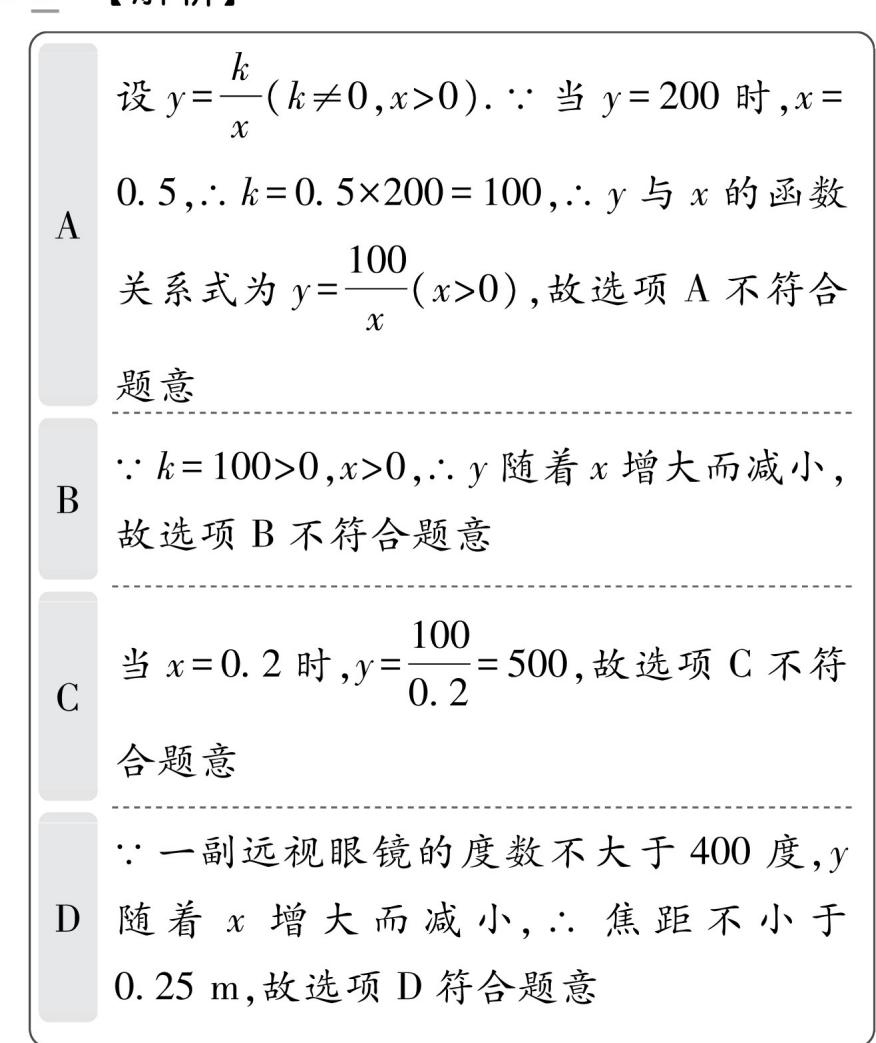 A
设 y=k/x(k≠0,x>0).∵ 当 y=200 时,x=
0.5,∴ k=0.5×200=100,∴ y 与 x 的函数
关系式为 y=100/x(x>0),故选项 A 不符合
题意
B
∵ k=100>0,x>0,∴ y 随着 x 增大而减小,
故选项 B 不符合题意
C
当 x=0.2 时,y=100/0.2=500,故选项 C 不符
合题意
D
∵ 一副远视眼镜的度数不大于 400 度,y
随着 x 增大而减小,∴ 焦距不小于
0.25 m,故选项 D 符合题意